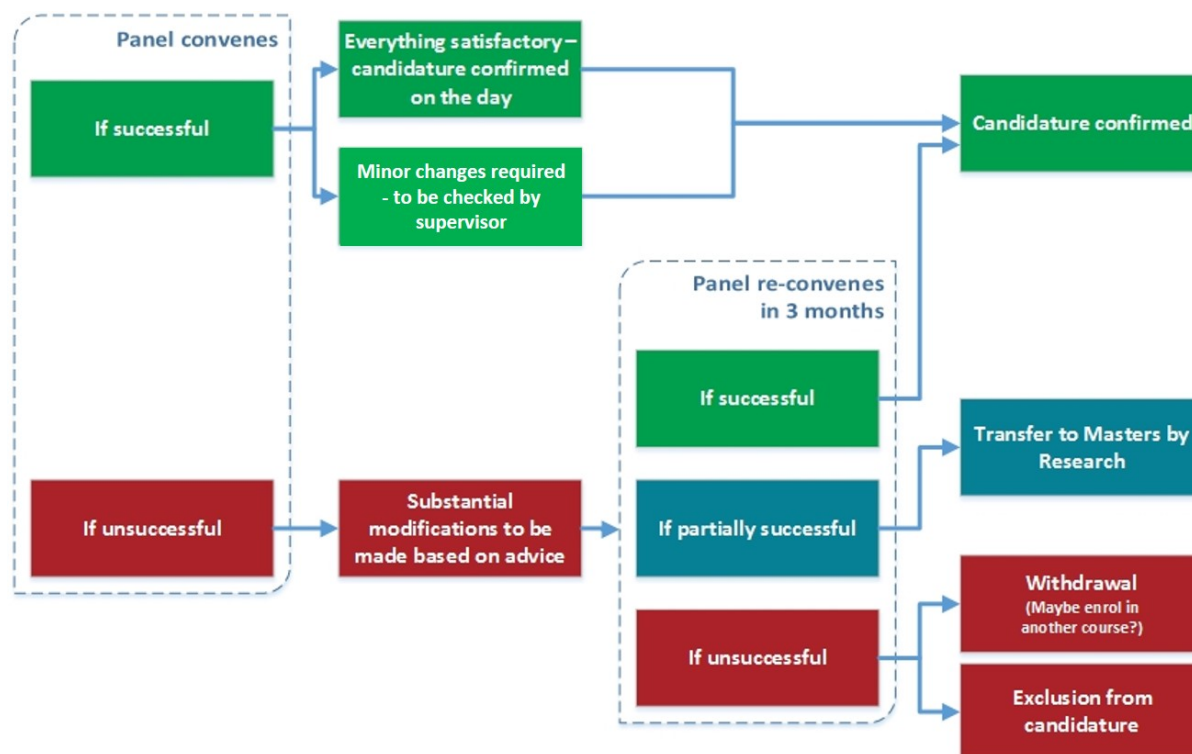 Panel convenes
If successful
Everything satisfactory –
candidature confirmed
on the day
Minor changes required
- to be checked by
supervisor
Candidature confirmed
Panel re-convenes
in 3 months
If successful
Transfer to Masters by
Research
If unsuccessful
Substantial
modifications to be
made based on advice
If partially successful
Withdrawal
(Maybe enrol in
another course?)
If unsuccessful
Exclusion from
candidature